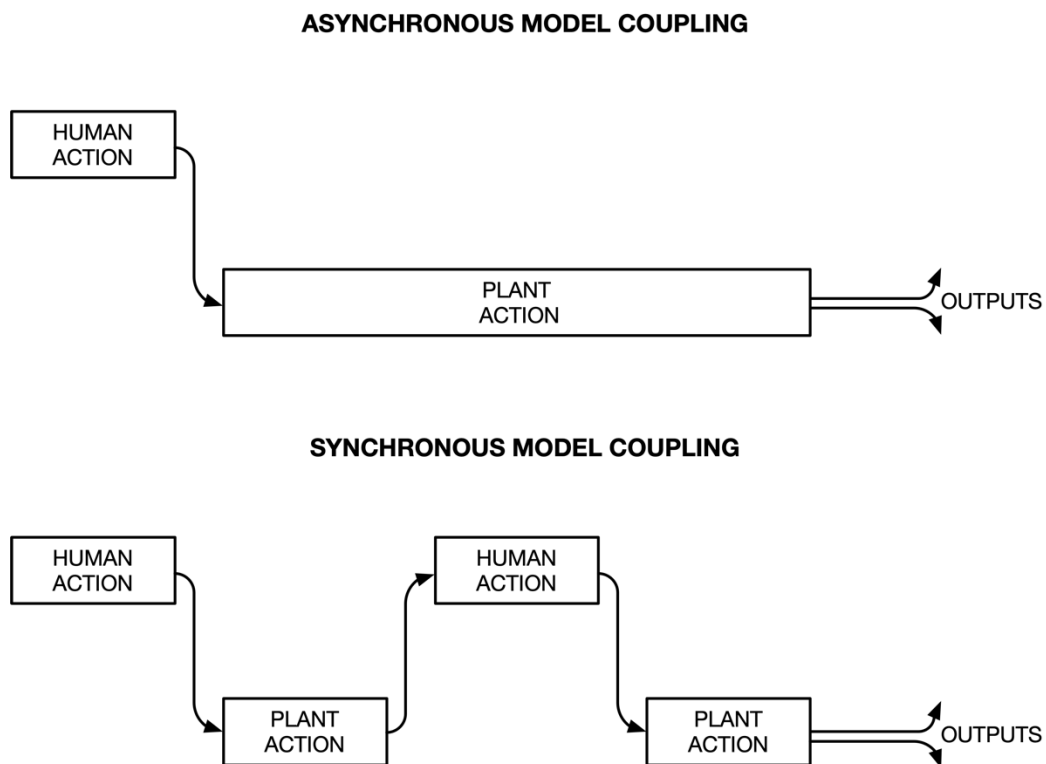 ASYNCHRONOUS MODEL COUPLING
HUMAN
ACTION
PLANT
ACTION
OUTPUTS
SYNCHRONOUS MODEL COUPLING
HUMAN
ACTION
HUMAN
ACTION
PLANT
ACTION
PLANT
ACTION
OUTPUTS